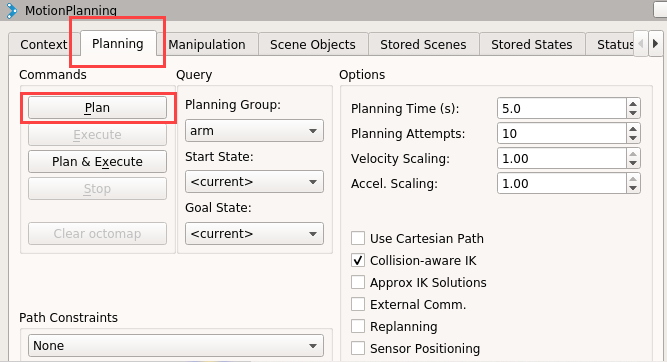 MotionPlanning
Context Planning Manipulation Scene Objects Stored Scenes Stored States Status
Commands Query Options
Plan
Execute
Plan & Execute
Stop
Clear octomap
Planning Group:
arm
Start State:
<current>
Goal State:
<current>
Planning Time (s): 5.0
Planning Attempts: 10
Velocity Scaling: 1.00
Accel. Scaling: 1.00
Use Cartesian Path
Collision-aware IK
Approx IK Solutions
External Comm.
Replanning
Sensor Positioning
Path Constraints
None